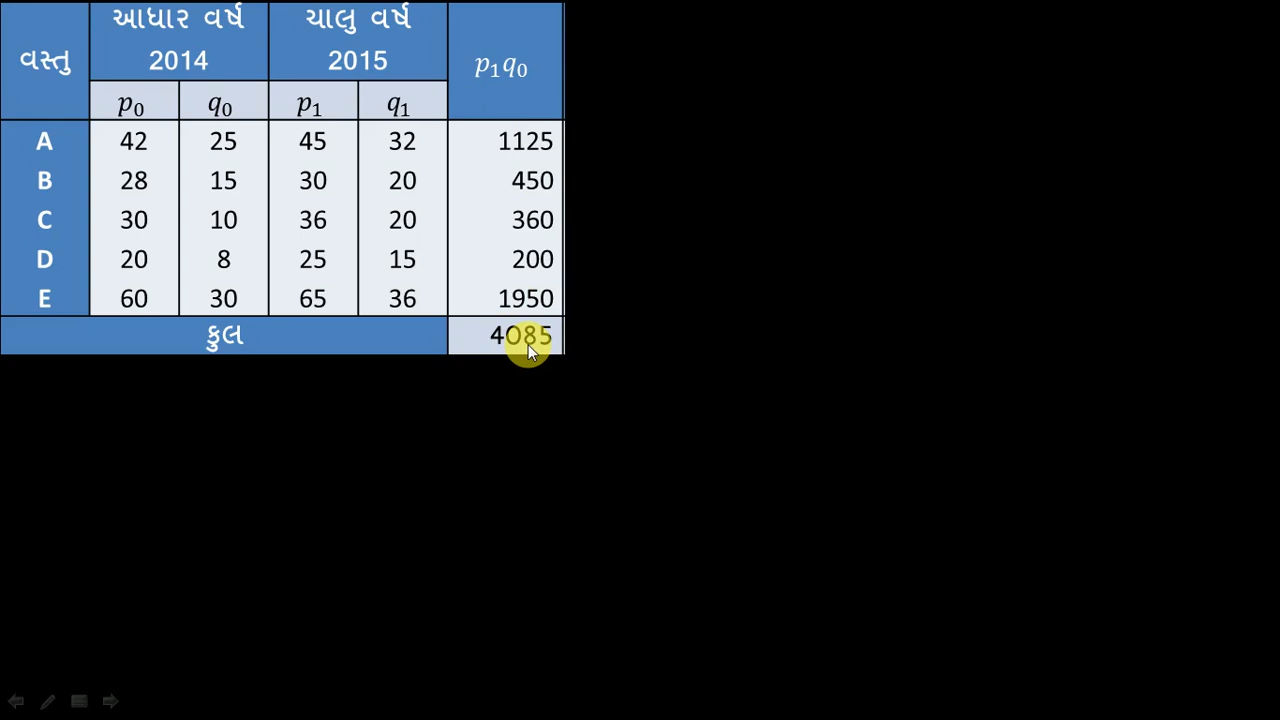 વસ્તુ આધાર વર્ષ 2014 ચાલુ વર્ષ 2015 p₁q₀
p₀ q₀ p₁ q₁
A 42 25 45 32 1125
B 28 15 30 20 450
C 30 10 36 20 360
D 20 8 25 15 200
E 60 30 65 36 1950
કુલ 4085